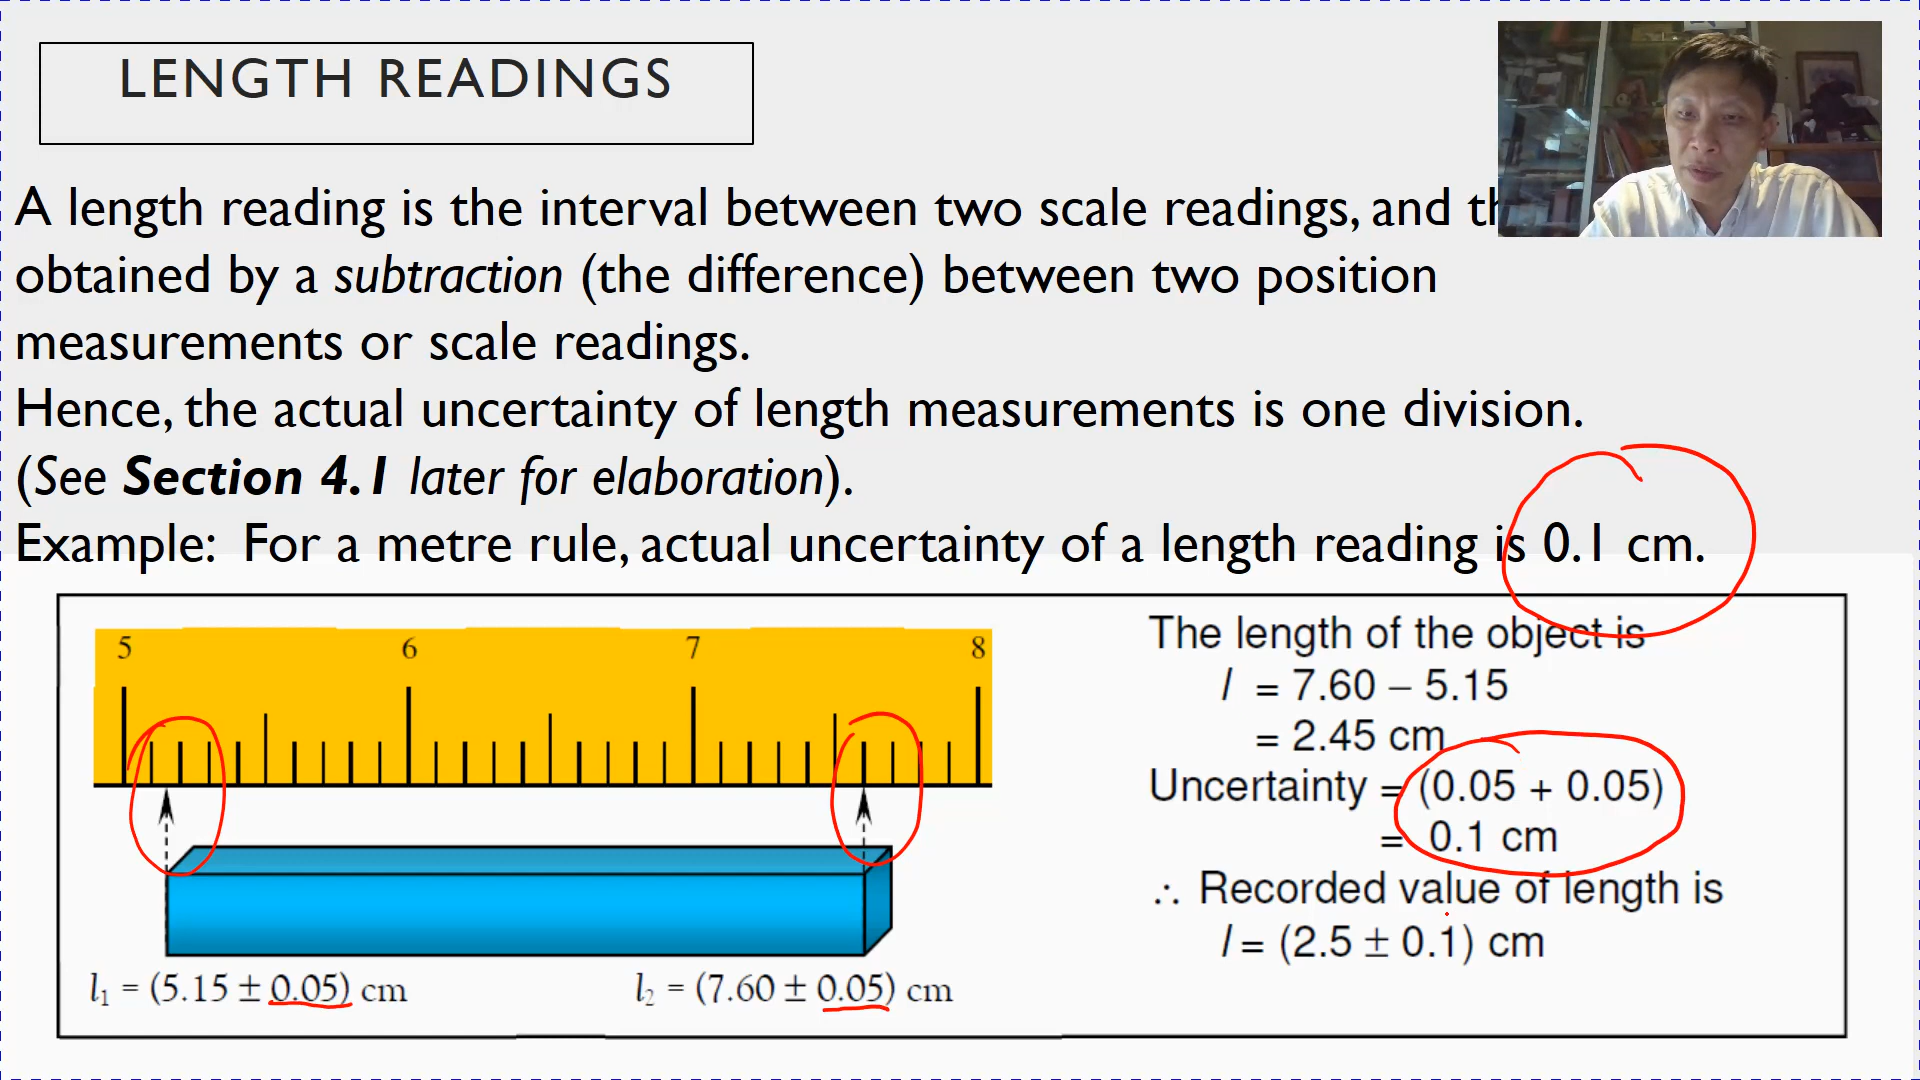 LENGTH READINGS
A length reading is the interval between two scale readings, and
obtained by a subtraction (the difference) between two position
measurements or scale readings.
Hence, the actual uncertainty of length measurements is one division.
(See Section 4.1 later for elaboration).
Example: For a metre rule, actual uncertainty of a length reading is 0.1 cm.
5 6 7 8
l₁ = (5.15 ± 0.05) cm
l₂ = (7.60 ± 0.05) cm
The length of the object is
l = 7.60 – 5.15
= 2.45 cm
Uncertainty = (0.05 + 0.05)
= 0.1 cm
∴ Recorded value of length is
l = (2.5 ± 0.1) cm